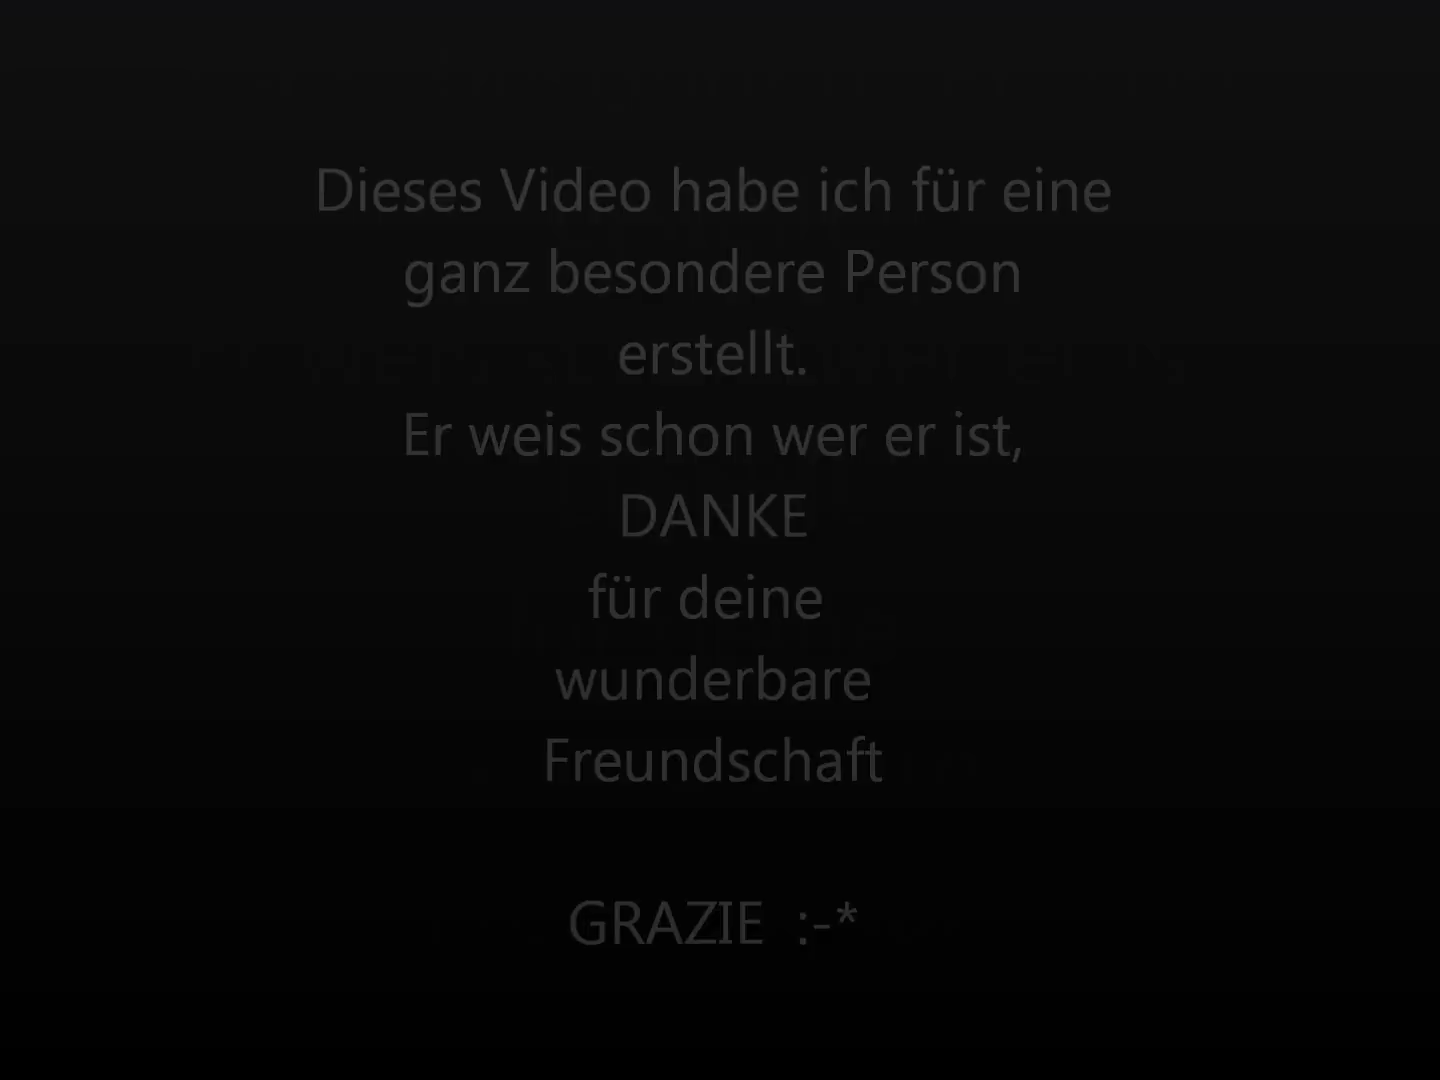 Dieses Video habe ich für eine
ganz besondere Person
erstellt.
Er weis schon wer er ist,
DANKE
für deine
wunderbare
Freundschaft
GRAZIE :-*